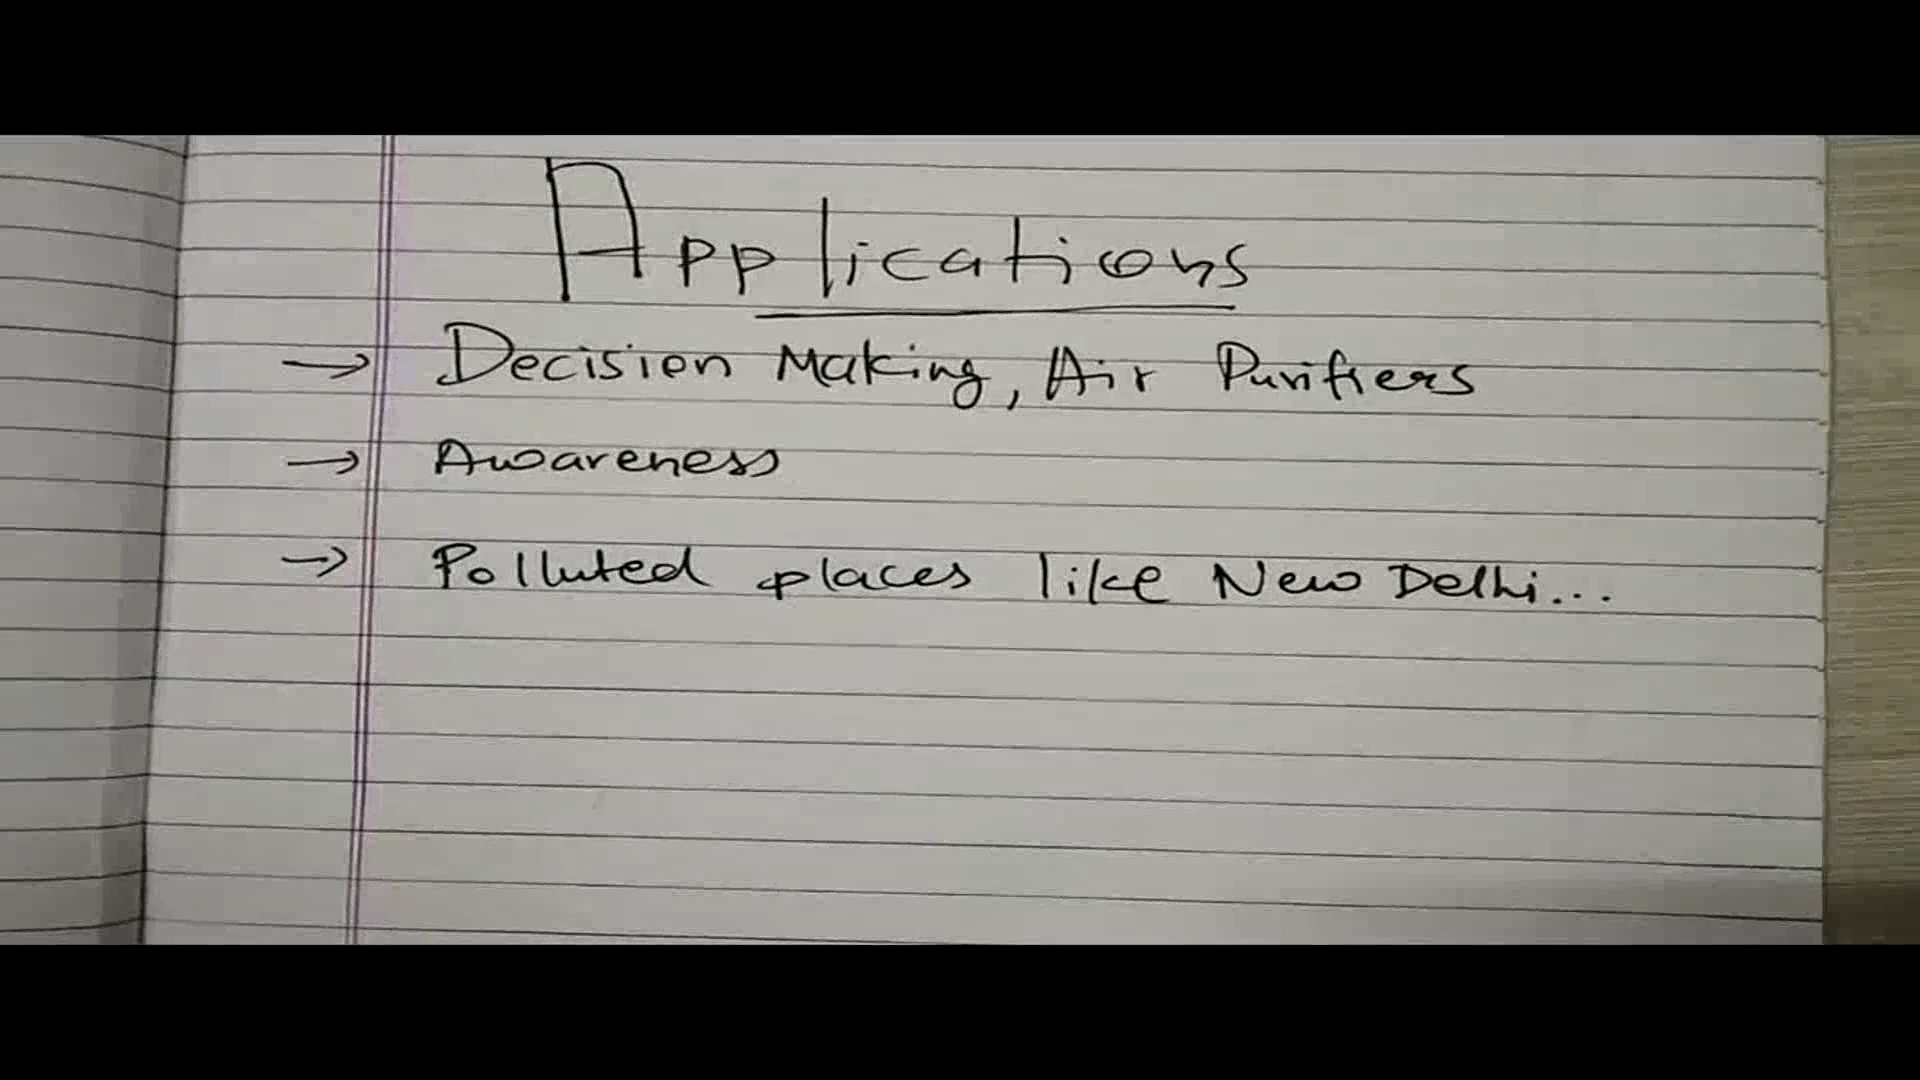 Applications
→ Decision Making, Air Purifiers
→ Awareness
→ Polluted places like New Delhi...